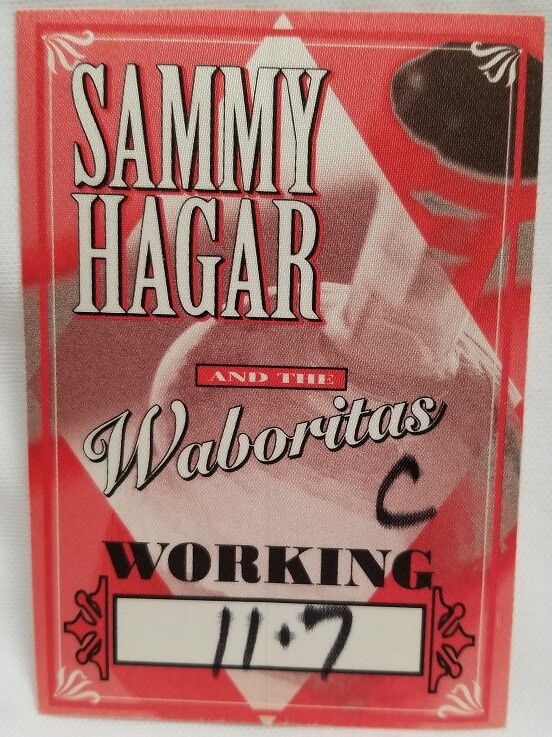 SAMMY
HAGAR
AND THE
Waboritas
C
WORKING
11·7